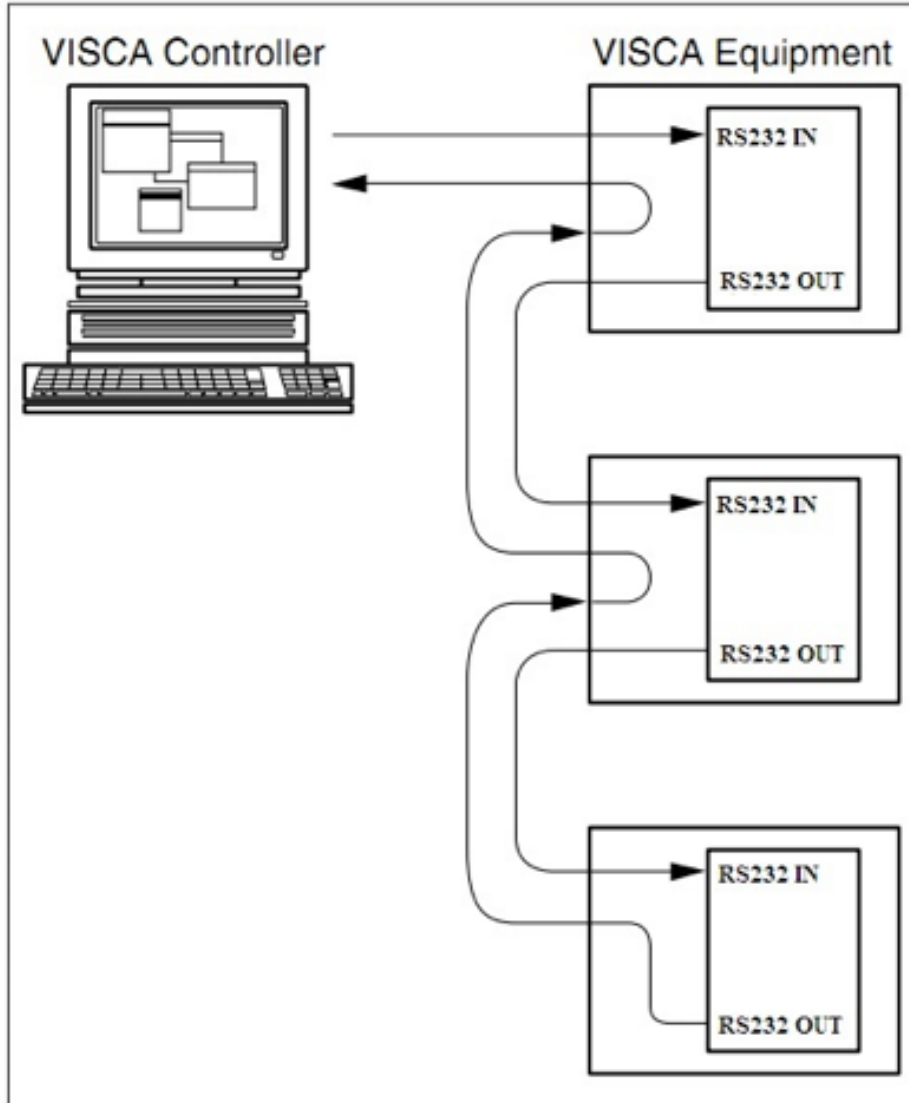 VISCA Controller
VISCA Equipment
RS232 IN
RS232 OUT
RS232 IN
RS232 OUT
RS232 IN
RS232 OUT